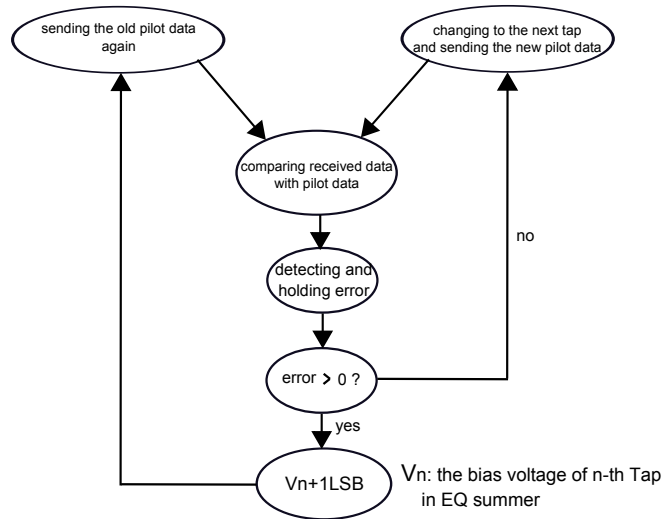 sending the old pilot data
again
changing to the next tap
and sending the new pilot data
comparing received data
with pilot data
no
detecting and
holding error
error > 0 ?
yes
Vn+1LSB
Vn: the bias voltage of n-th Tap
in EQ summer